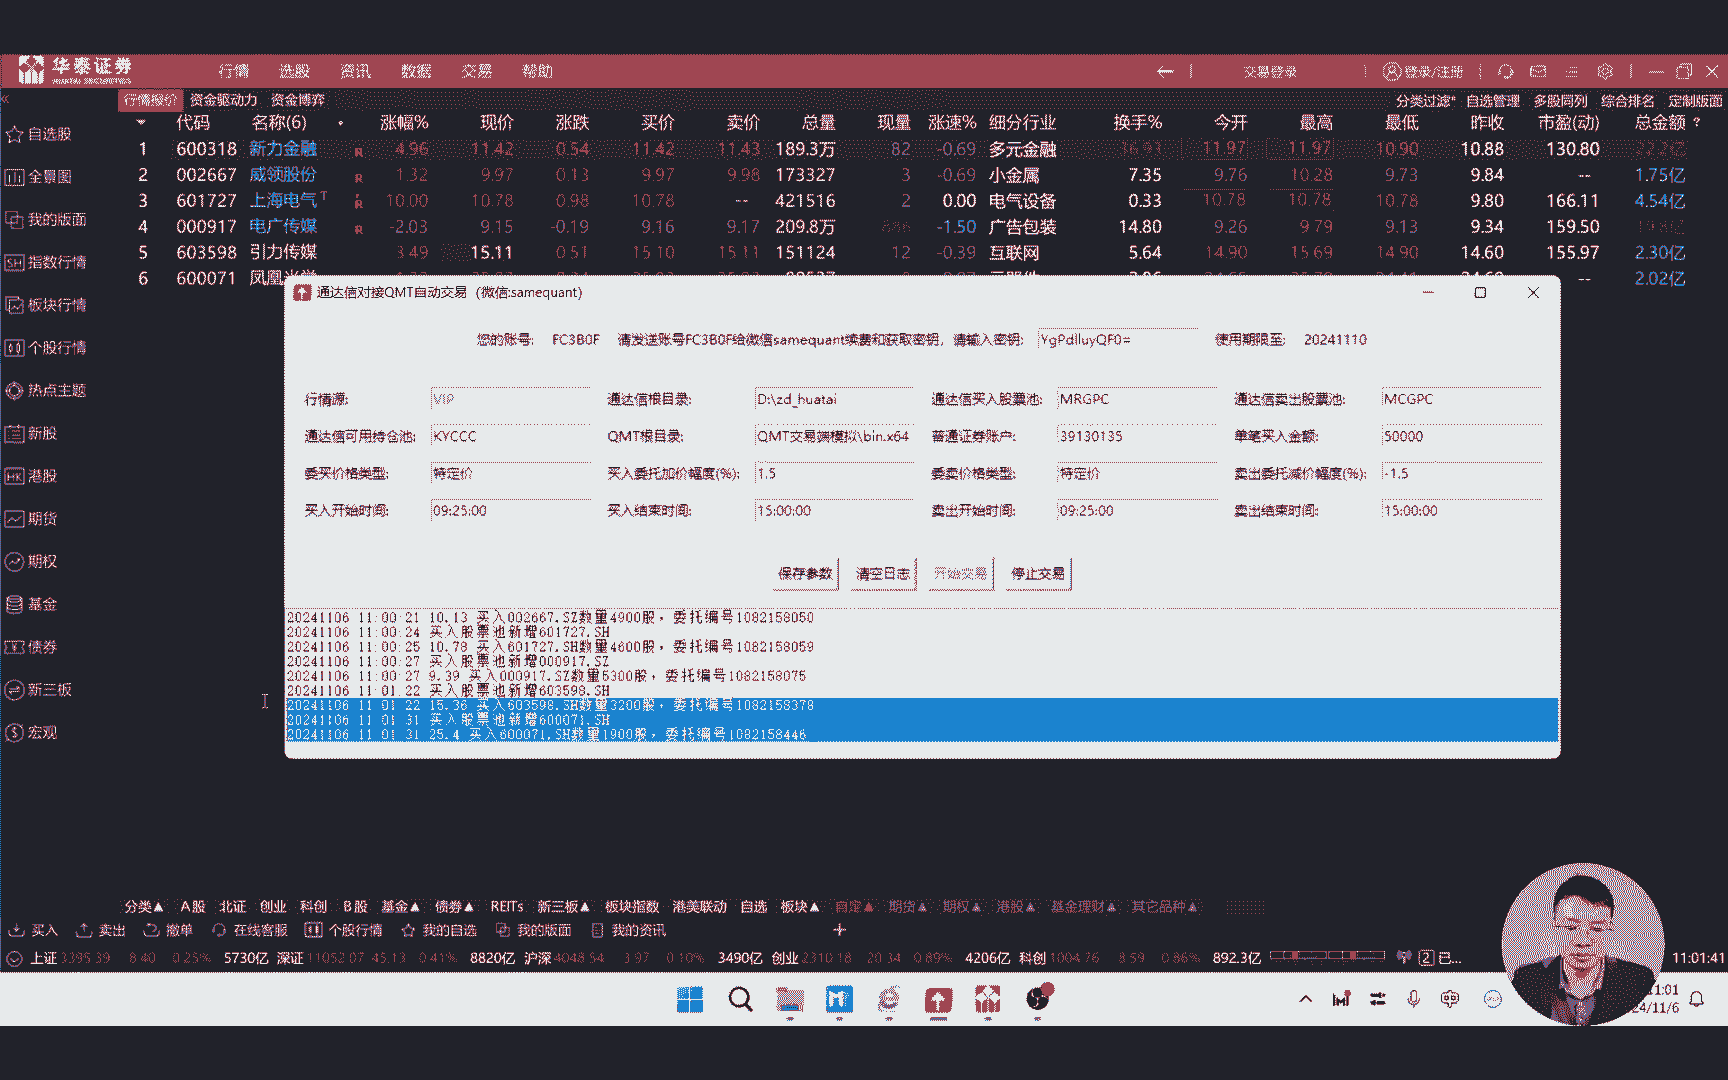 华泰证券
HUATAI SECURITIES
行情 选股 资讯 数据 交易 帮助 交易登录 登录/注册
行情报价 资金驱动力 资金博弈 分类过滤 自选管理 多股同列 综合排名 定制版面
代码 名称(6) 涨幅% 现价 涨跌 买价 卖价 总量 现量 涨速% 细分行业 换手% 今开 最高 最低 昨收 市盈(动) 总金额 ?
1 600318 新力金融 R 4.96 11.42 0.54 11.42 11.43 189.3万 82 -0.69 多元金融 11.97 11.97 10.90 10.88 130.80
2 002667 威领股份 R 1.32 9.97 0.13 9.97 9.98 173327 3 -0.69 小金属 7.35 9.76 10.28 9.73 9.84 -- 1.75亿
3 601727 上海电气 T R 10.00 10.78 0.98 10.78 -- 421516 2 0.00 电气设备 0.33 10.78 10.78 10.78 9.80 166.11 4.54亿
4 000917 电广传媒 R -2.03 9.15 -0.19 9.16 9.17 209.8万 -1.50 广告包装 14.80 9.26 9.79 9.13 9.34 159.50
5 603598 引力传媒 3.49 15.11 0.51 15.10 15.11 151124 12 -0.39 互联网 5.64 14.90 15.69 14.90 14.60 155.97 2.30亿
6 600071 -- 2.02亿
自选股
全景图
我的版面
指数行情
板块行情
个股行情
热点主题
新股
港股
期货
期权
基金
债券
新三板
宏观
通达信对接QMT自动交易（微信:samequant)
您的账号: FC3B0F 请发送账号FC3B0F给微信samequant续费和获取密钥, 请输入密钥: YgPdlluyQF0= 使用期限至: 20241110
行情源: VIP 通达信根目录: D:\zd_huatai 通达信买入股票池: MRGPC 通达信卖出股票池: MCGPC
通达信可用持仓池: KYCCC QMT根目录: QMT交易端模拟\bin.x64 普通证券账户: 39130135 单笔买入金额: 50000
委买价格类型: 特定价 买入委托加价幅度(%): 1.5 委卖价格类型: 特定价 卖出委托减价幅度(%): -1.5
买入开始时间: 09:25:00 买入结束时间: 15:00:00 卖出开始时间: 09:25:00 卖出结束时间: 15:00:00
保存参数 清空日志 开始交易 停止交易
20241106 11:00:21 10.13 买入002667.SZ数量4900股，委托编号1082158050
20241106 11:00:24 买入股票池新增601727.SH
20241106 11:00:25 10.78 买入601727.SH数量4600股，委托编号1082158059
20241106 11:00:27 买入股票池新增000917.SZ
20241106 11:00:27 9.39 买入000917.SZ数量5300股，委托编号1082158075
20241106 11:01:22 买入股票池新增603598.SH
20241106 11:01:22 15.36 买入603598.SH数量3200股，委托编号1082158378
20241106 11:01:31 买入股票池新增600071.SH
20241106 11:01:31 25.4 买入600071.SH数量1900股，委托编号1082158446
分类▲ A股 北证 创业 科创 B股 基金▲ 债券▲ REITs 新三板▲ 板块指数 港美联动 自选 板块▲ 自定▲ 期货▲ 期权▲ 港股▲ 基金理财▲ 其它品种▲
买入 卖出 撤单 在线客服 个股行情 我的自选 我的版面 我的资讯
上证 3395.39 8.40 0.25% 5730亿 深证 11052.07 45.13 0.41% 8820亿 沪深 4048.54 3.97 0.10% 3490亿 创业 2310.18 20.34 0.89% 4206亿 科创 1004.76 8.59 0.86% 892.3亿 2 已... 11:01:41